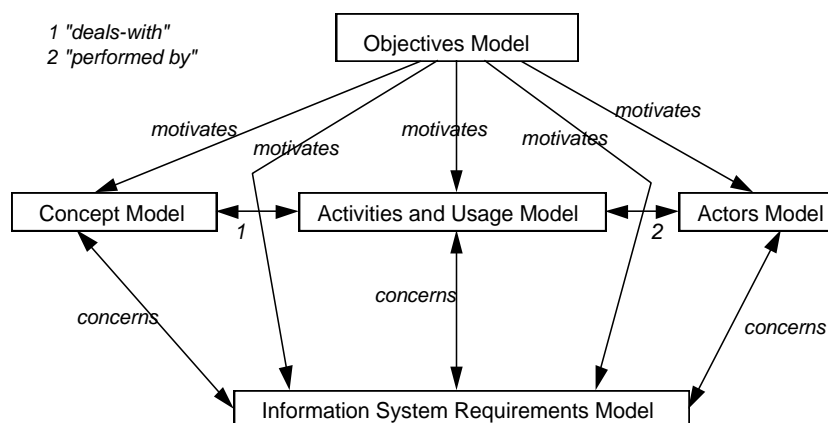 1 "deals-with"
2 "performed by"
Objectives Model
motivates
motivates
motivates
motivates
motivates
Concept Model
1
Activities and Usage Model
2
Actors Model
concerns
concerns
concerns
Information System Requirements Model